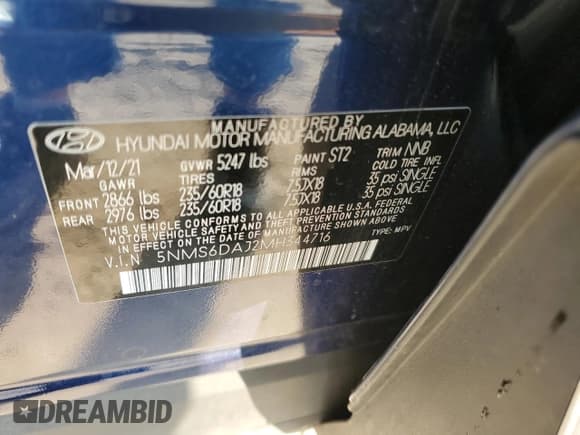 MANUFACTURED BY
HYUNDAI MOTOR MANUFACTURING ALABAMA, LLC
Mar/12/21 GVWR 5247 lbs PAINT ST2 TRIM NNB
GAWR TIRES RIMS COLD TIRE INFL
FRONT 2866 lbs 235/60R18 7.5JX18 35 psi SINGLE
REAR 2976 lbs 235/60R18 7.5JX18 35 psi SINGLE
THIS VEHICLE CONFORMS TO ALL APPLICABLE U.S.A. FEDERAL
MOTOR VEHICLE SAFETY AND THEFT PREVENTION STANDARDS IN
EFFECT ON THE DATE OF MANUFACTURE SHOWN ABOVE.
V.I.N 5NMS6DAJ2MH344716 TYPE: MPV
DREAMBID